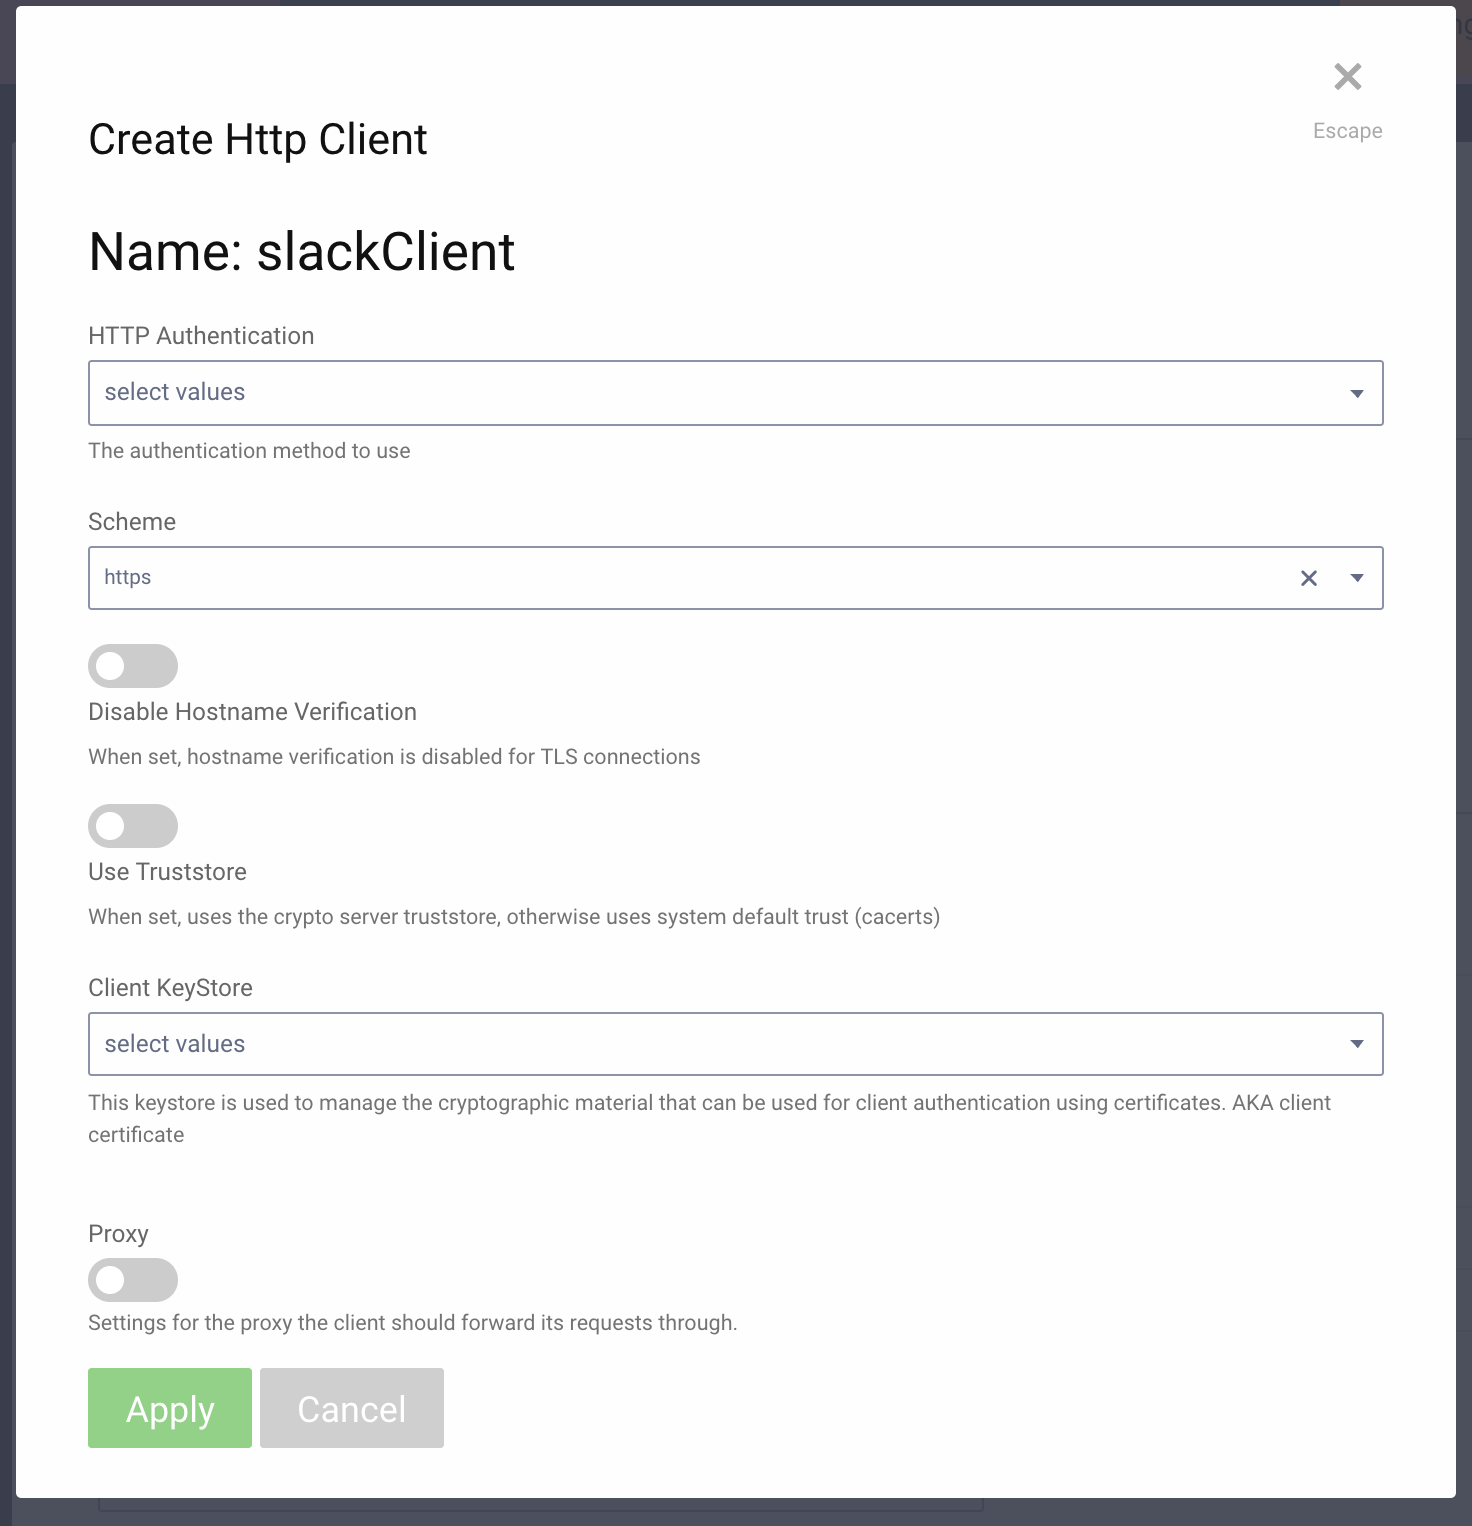 Escape
Create Http Client
Name: slackClient
HTTP Authentication
select values
The authentication method to use
Scheme
https
Disable Hostname Verification
When set, hostname verification is disabled for TLS connections
Use Truststore
When set, uses the crypto server truststore, otherwise uses system default trust (cacerts)
Client KeyStore
select values
This keystore is used to manage the cryptographic material that can be used for client authentication using certificates. AKA client
certificate
Proxy
Settings for the proxy the client should forward its requests through.
Apply Cancel